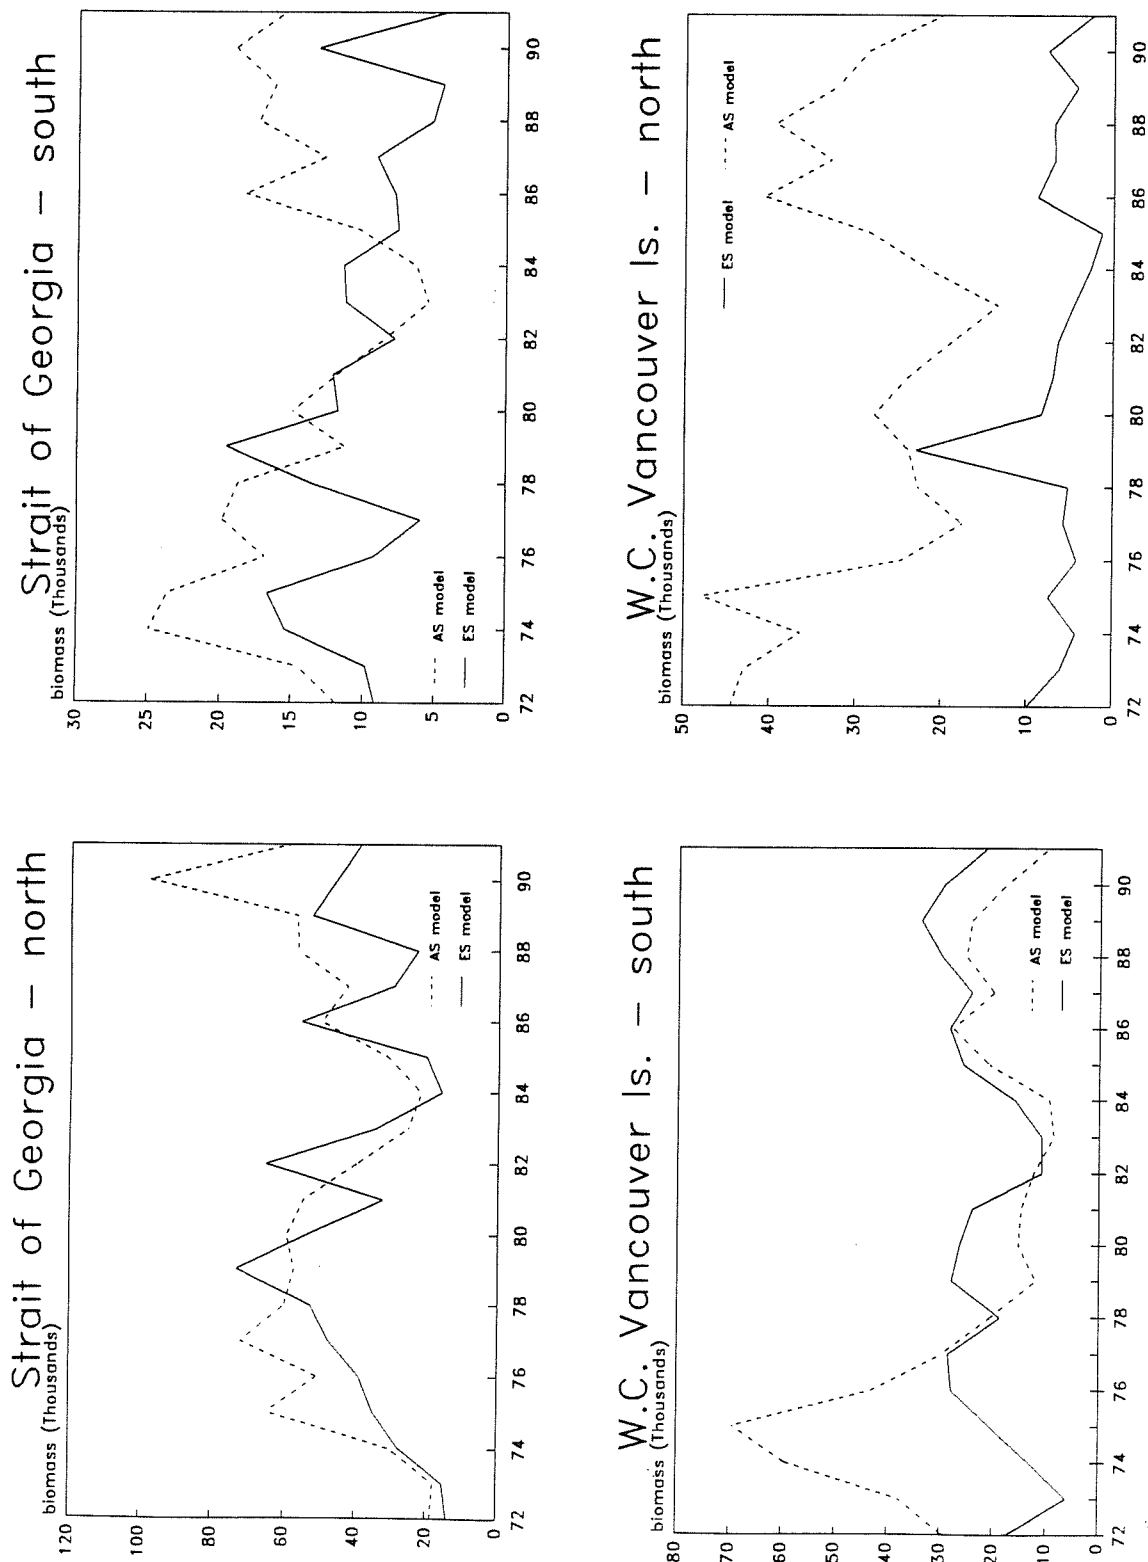 Strait of Georgia – north
biomass (Thousands)
120
100
80
60
40
20
0
72 74 76 78 80 82 84 86 88 90
AS model
ES model
Strait of Georgia – south
biomass (Thousands)
30
25
20
15
10
5
0
72 74 76 78 80 82 84 86 88 90
AS model
ES model
W.C. Vancouver Is. – south
biomass (Thousands)
80
70
60
50
40
30
20
10
0
72 74 76 78 80 82 84 86 88 90
AS model
ES model
W.C. Vancouver Is. – north
biomass (Thousands)
50
40
30
20
10
0
72 74 76 78 80 82 84 86 88 90
ES model AS model